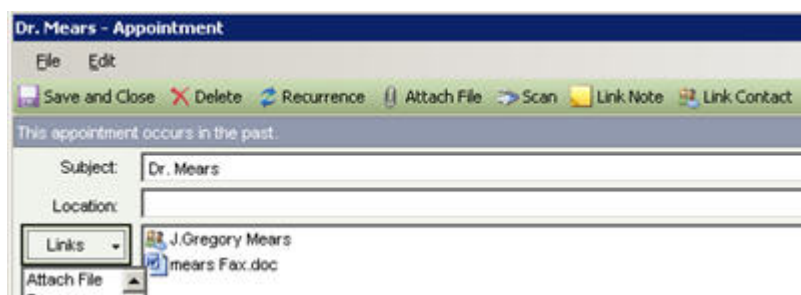 Dr. Mears - Appointment
File Edit
Save and Close Delete Recurrence Attach File Scan Link Note Link Contact
This appointment occurs in the past.
Subject: Dr. Mears
Location:
Links J.Gregory Mears
mears Fax.doc
Attach File